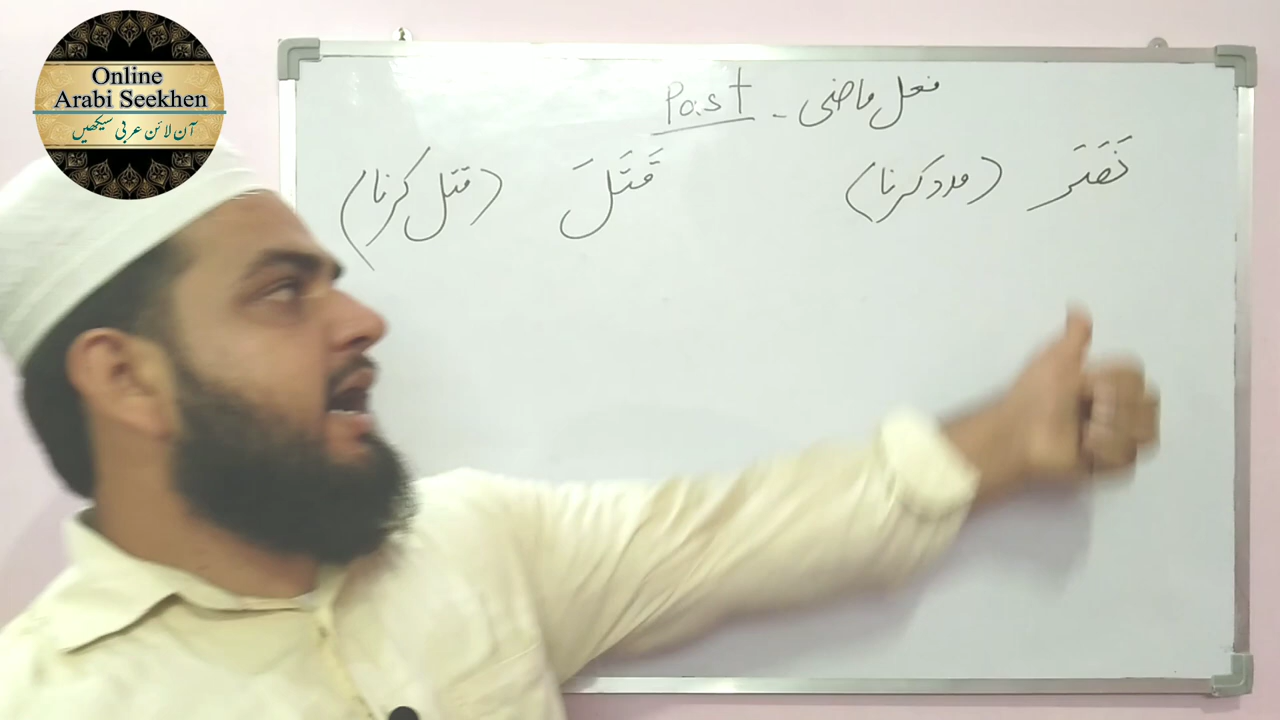 Online
Arabi Seekhen
آن لائن عربی سیکھیں
فعل ماضی - Past
نَصَرَ (مدد کرنا) قَتَلَ (قتل کرنا)